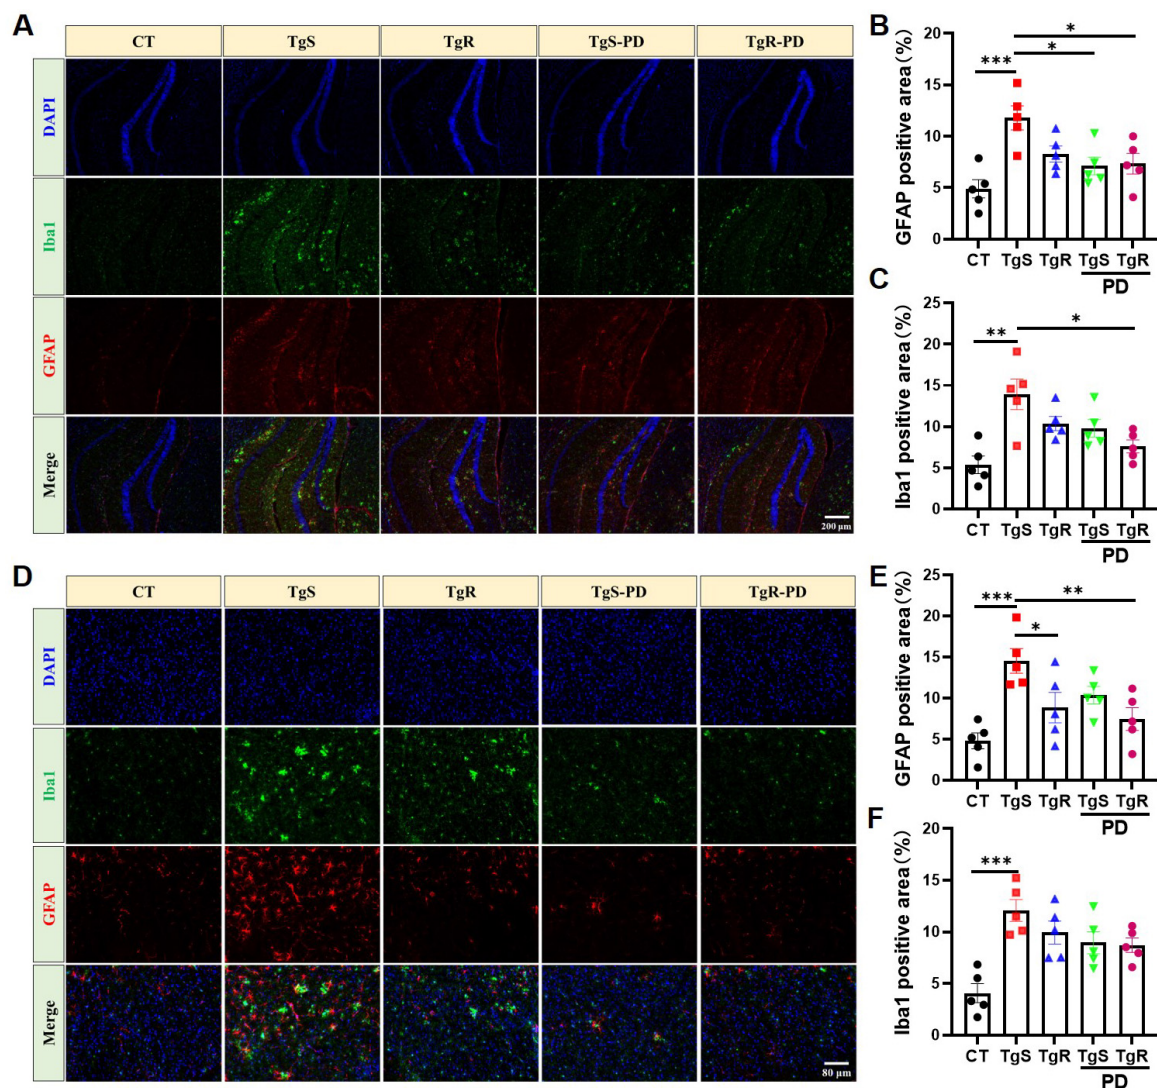 A
CT TgS TgR TgS-PD TgR-PD
DAPI
Iba1
GFAP
Merge
200 μm
B
GFAP positive area(%)
20
15
10
5
0
*
*
***
CT TgS TgR TgS TgR
PD
C
Iba1 positive area(%)
25
20
15
10
5
0
** *
CT TgS TgR TgS TgR
PD
D
CT TgS TgR TgS-PD TgR-PD
DAPI
Iba1
GFAP
Merge
80 μm
E
GFAP positive area(%)
25
20
15
10
5
0
*** **
*
CT TgS TgR TgS TgR
PD
F
Iba1 positive area(%)
20
15
10
5
0
***
CT TgS TgR TgS TgR
PD